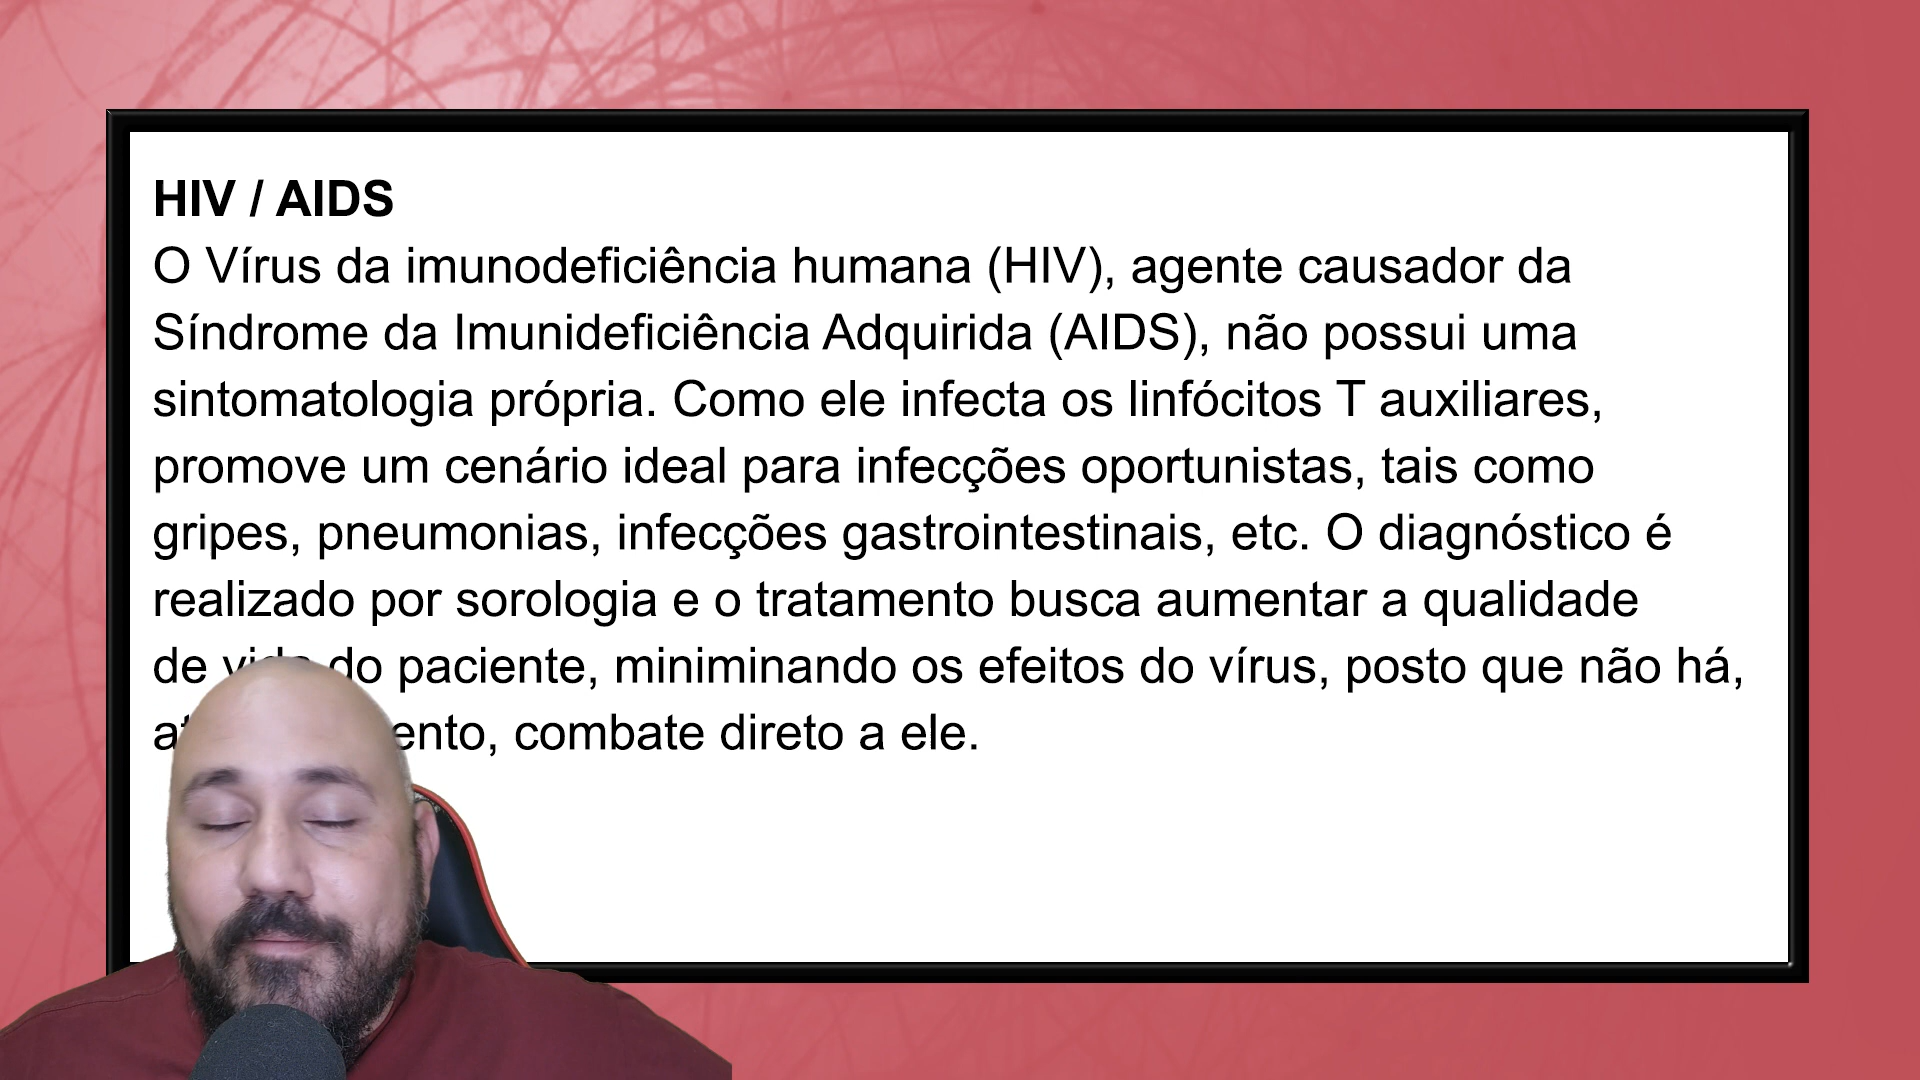 HIV / AIDS
O Vírus da imunodeficiência humana (HIV), agente causador da
Síndrome da Imunideficiência Adquirida (AIDS), não possui uma
sintomatologia própria. Como ele infecta os linfócitos T auxiliares,
promove um cenário ideal para infecções oportunistas, tais como
gripes, pneumonias, infecções gastrointestinais, etc. O diagnóstico é
realizado por sorologia e o tratamento busca aumentar a qualidade
de vida do paciente, miniminando os efeitos do vírus, posto que não há,
combate direto a ele.